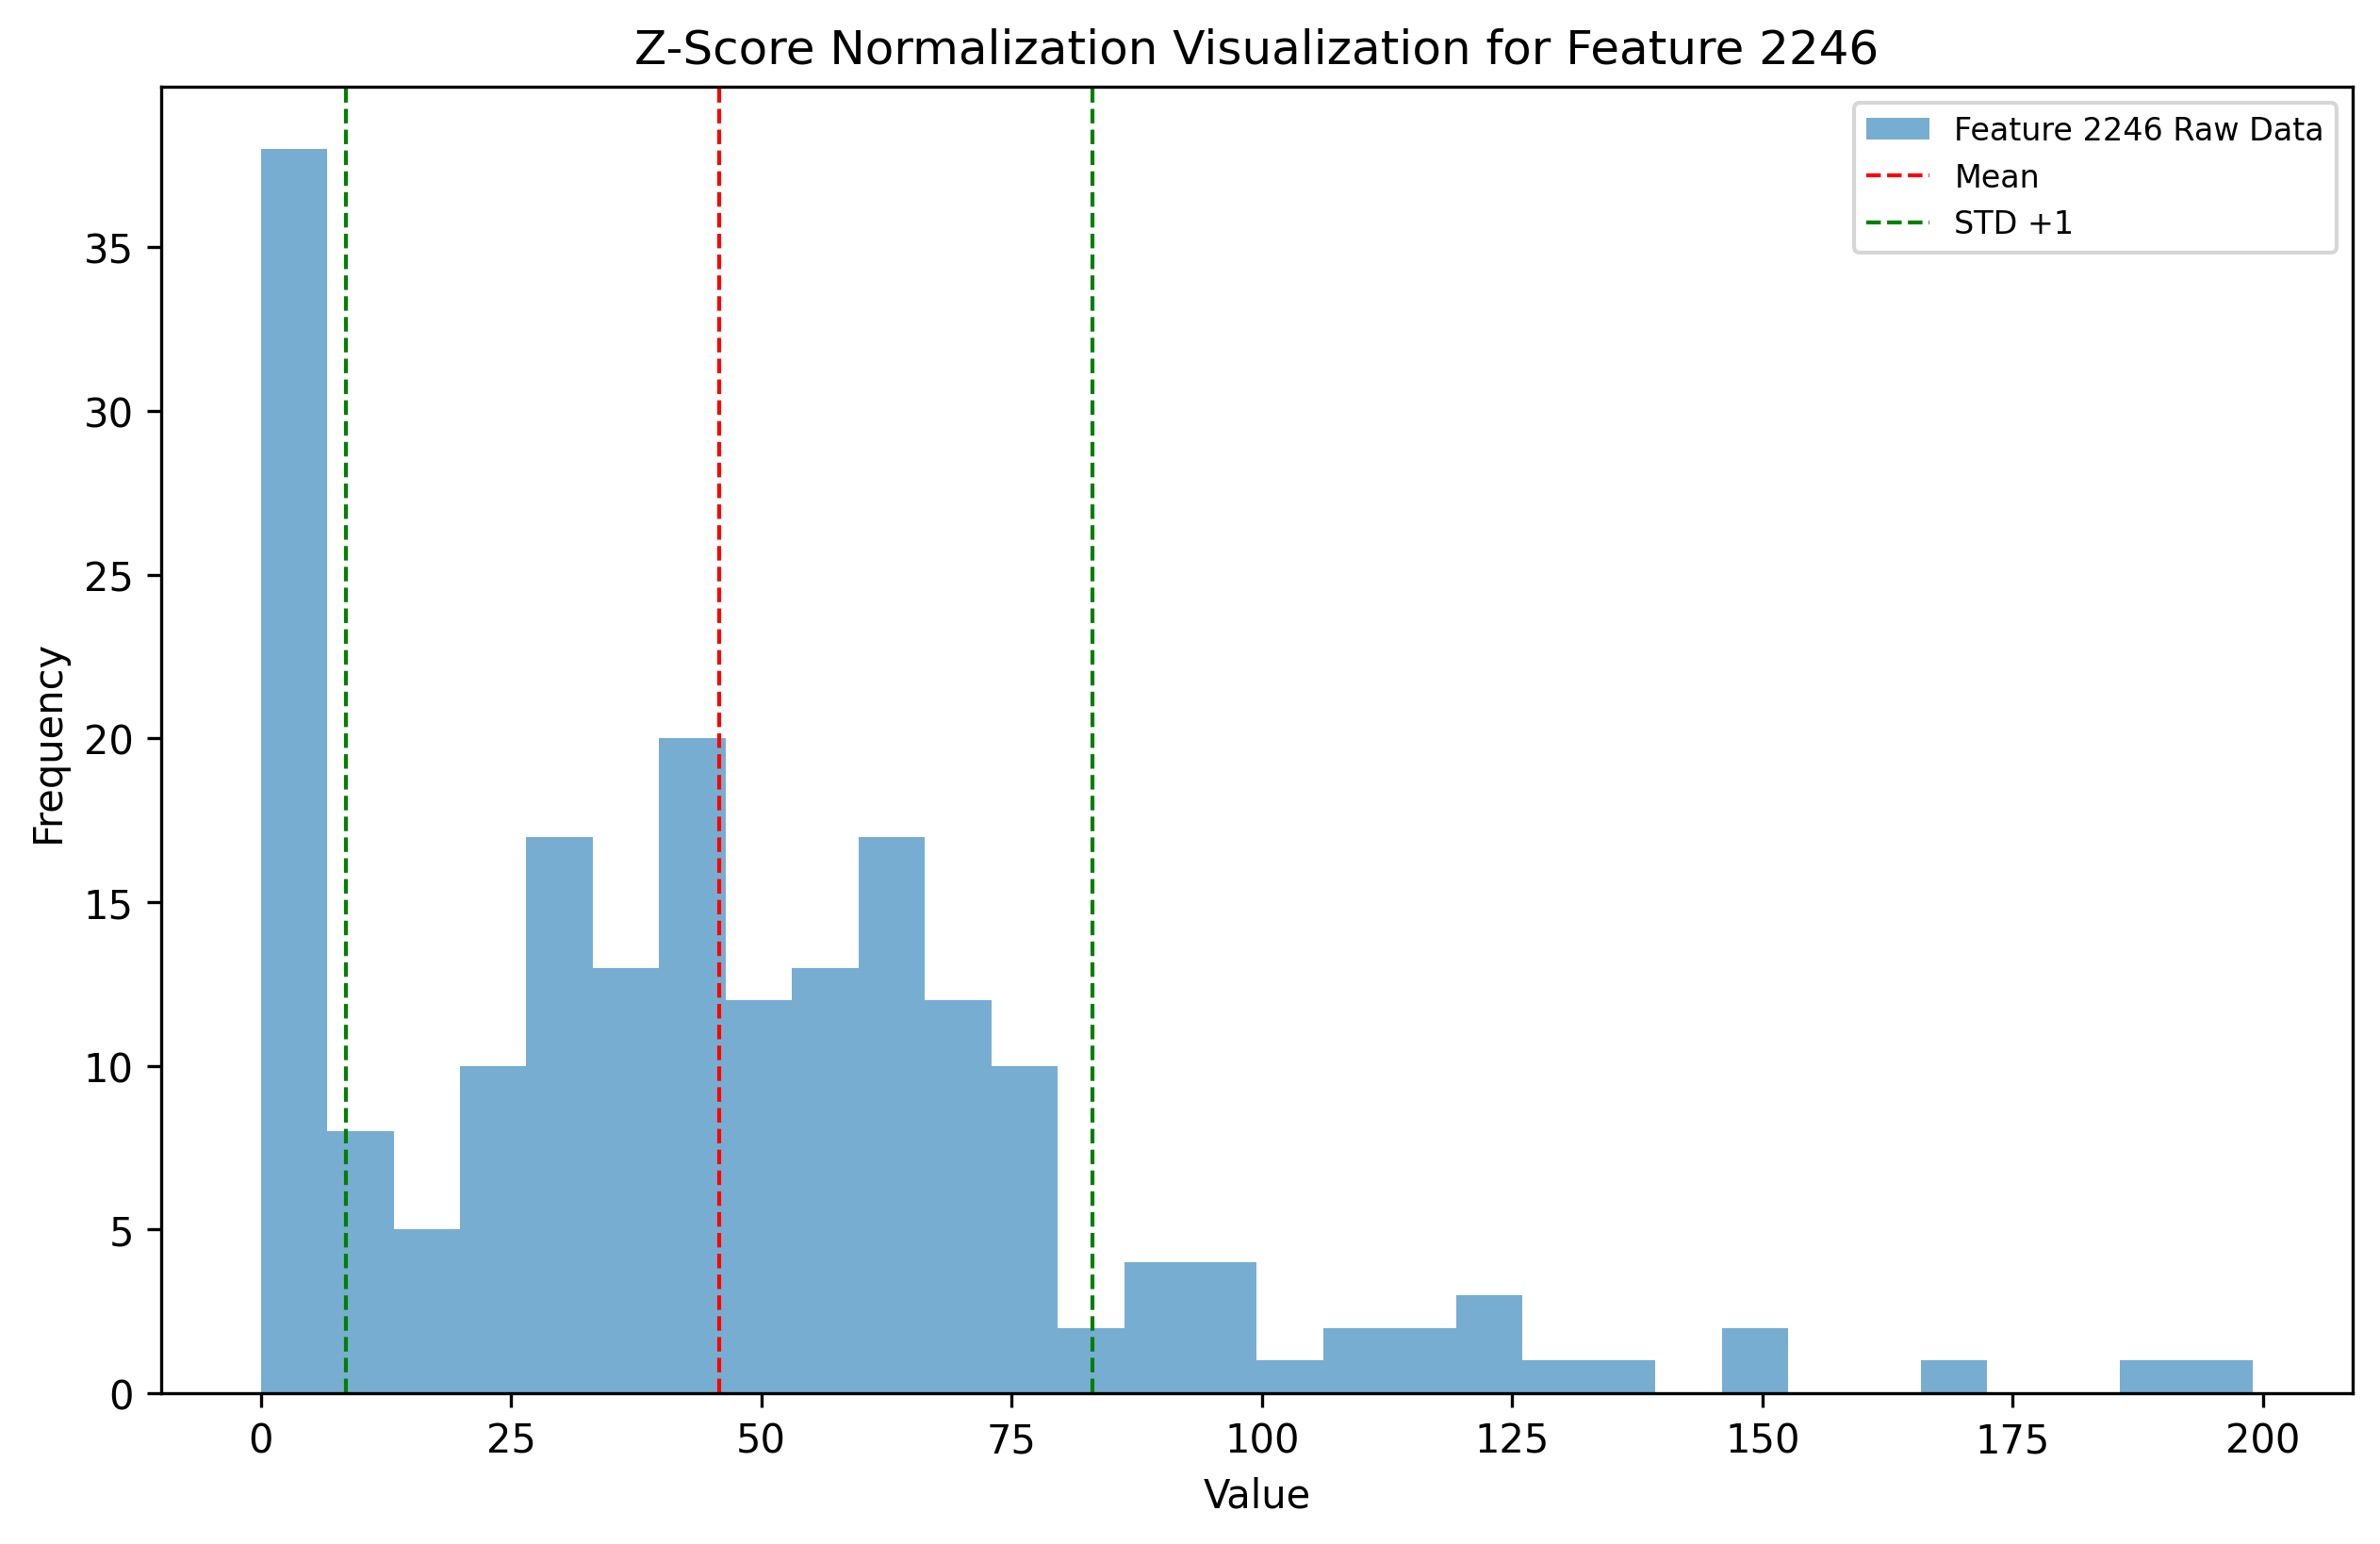 Z-Score Normalization Visualization for Feature 2246
Feature 2246 Raw Data
Mean
STD +1
Frequency
35
30
25
20
15
10
5
0
0 25 50 75 100 125 150 175 200
Value